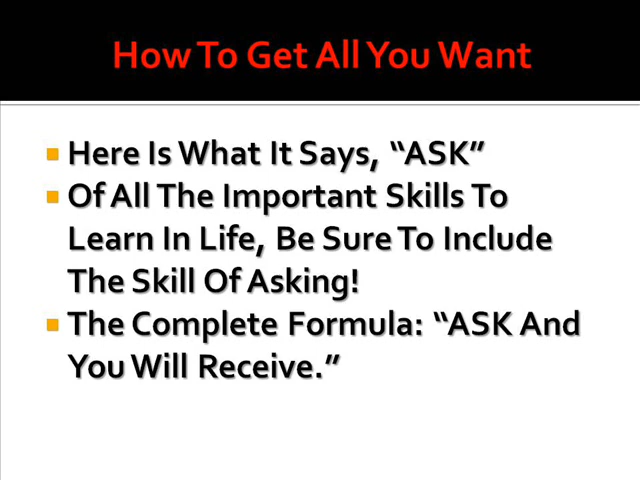 How To Get All You Want
Here Is What It Says, “ASK”
Of All The Important Skills To
Learn In Life, Be Sure To Include
The Skill Of Asking!
The Complete Formula: “ASK And
You Will Receive.”